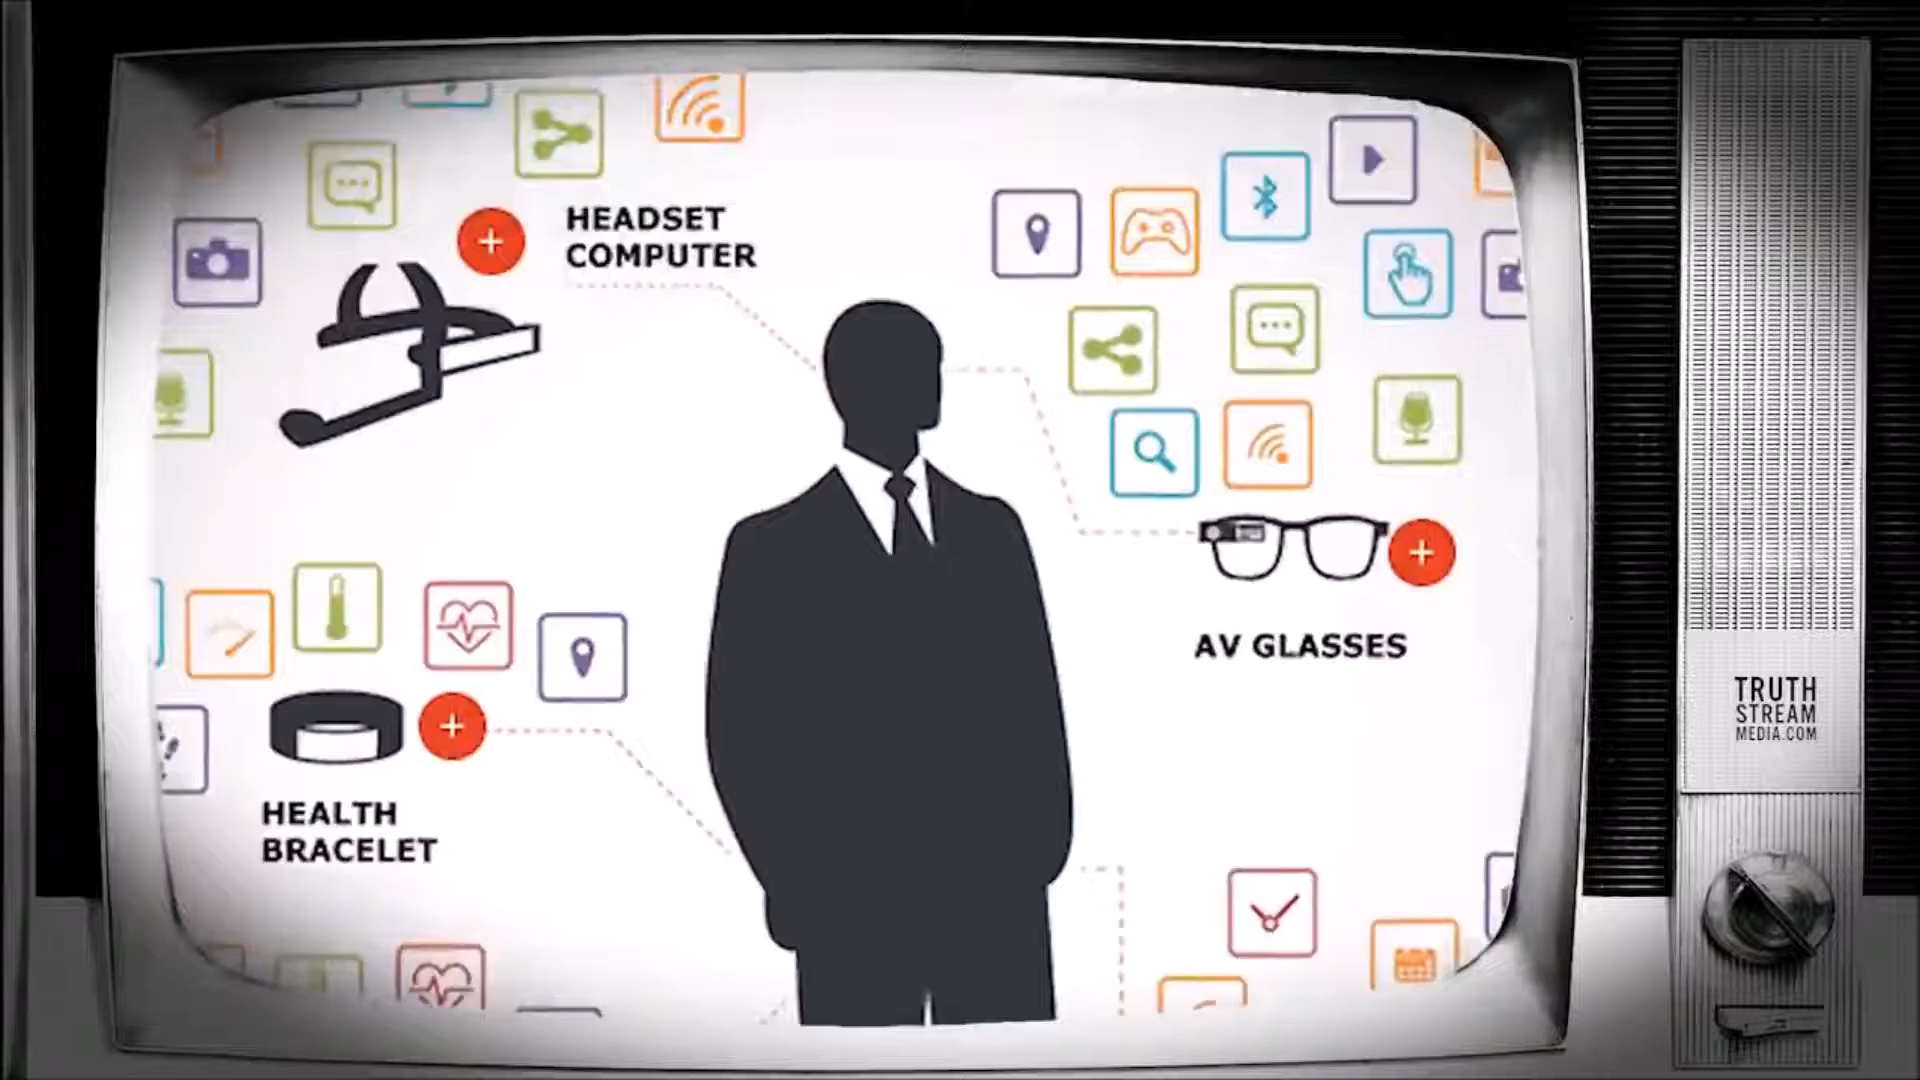 HEADSET
COMPUTER
AV GLASSES
HEALTH
BRACELET
TRUTH
STREAM
MEDIA.COM